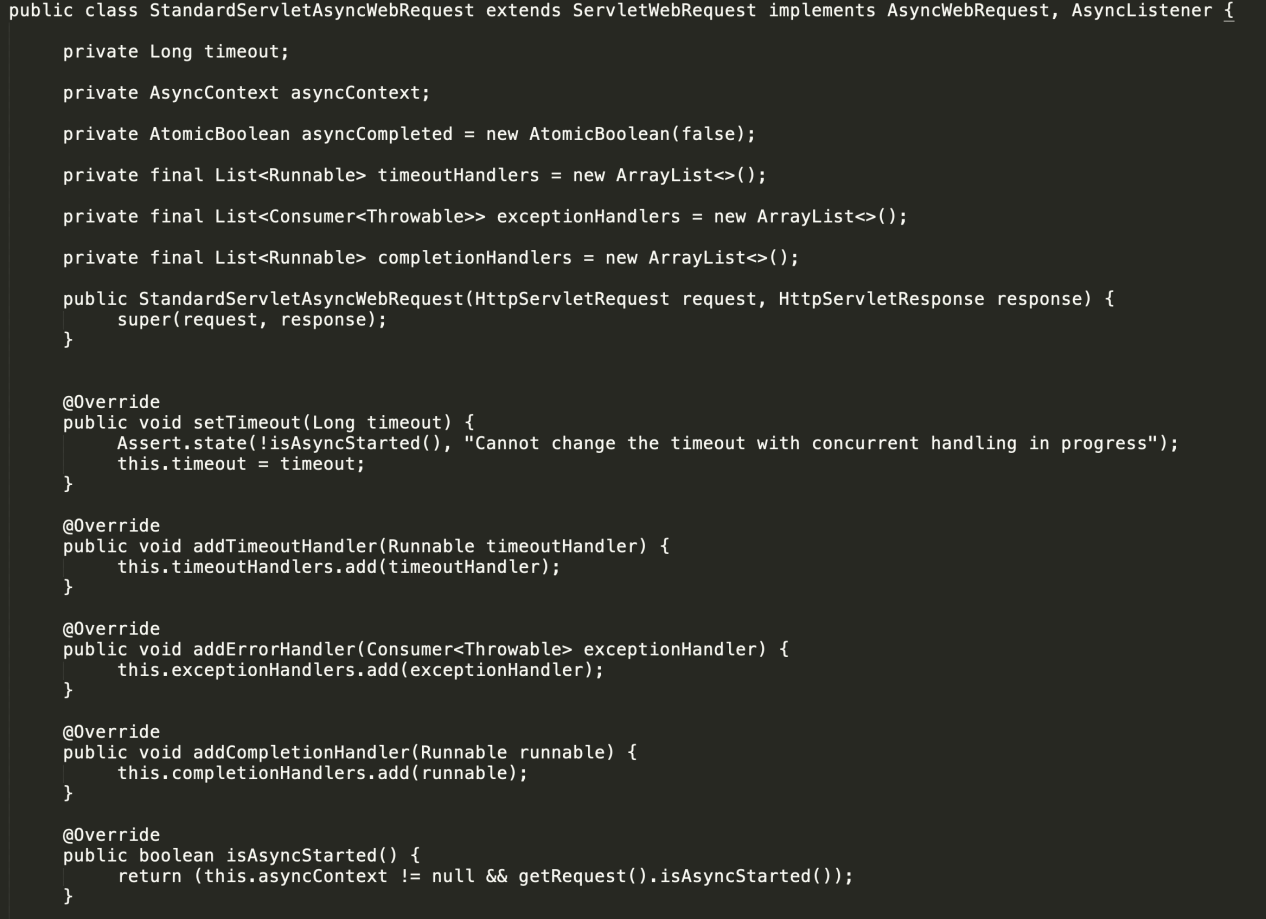 public class StandardServletAsyncWebRequest extends ServletWebRequest implements AsyncWebRequest, AsyncListener {
private Long timeout;
private AsyncContext asyncContext;
private AtomicBoolean asyncCompleted = new AtomicBoolean(false);
private final List<Runnable> timeoutHandlers = new ArrayList<>();
private final List<Consumer<Throwable>> exceptionHandlers = new ArrayList<>();
private final List<Runnable> completionHandlers = new ArrayList<>();
public StandardServletAsyncWebRequest(HttpServletRequest request, HttpServletResponse response) {
super(request, response);
}
@Override
public void setTimeout(Long timeout) {
Assert.state(!isAsyncStarted(), "Cannot change the timeout with concurrent handling in progress");
this.timeout = timeout;
}
@Override
public void addTimeoutHandler(Runnable timeoutHandler) {
this.timeoutHandlers.add(timeoutHandler);
}
@Override
public void addErrorHandler(Consumer<Throwable> exceptionHandler) {
this.exceptionHandlers.add(exceptionHandler);
}
@Override
public void addCompletionHandler(Runnable runnable) {
this.completionHandlers.add(runnable);
}
@Override
public boolean isAsyncStarted() {
return (this.asyncContext != null && getRequest().isAsyncStarted());
}